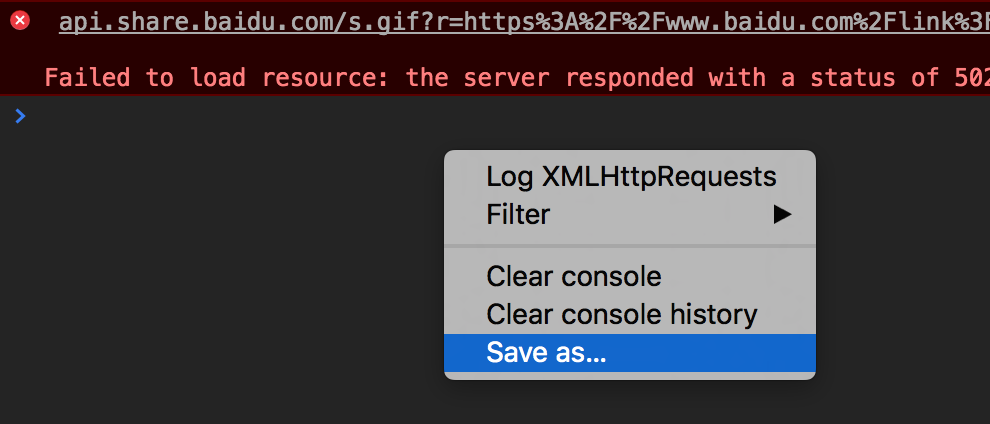 api.share.baidu.com/s.gif?r=https%3A%2F%2Fwww.baidu.com%2Flink%3F
Failed to load resource: the server responded with a status of 502
Log XMLHttpRequests
Filter
Clear console
Clear console history
Save as...